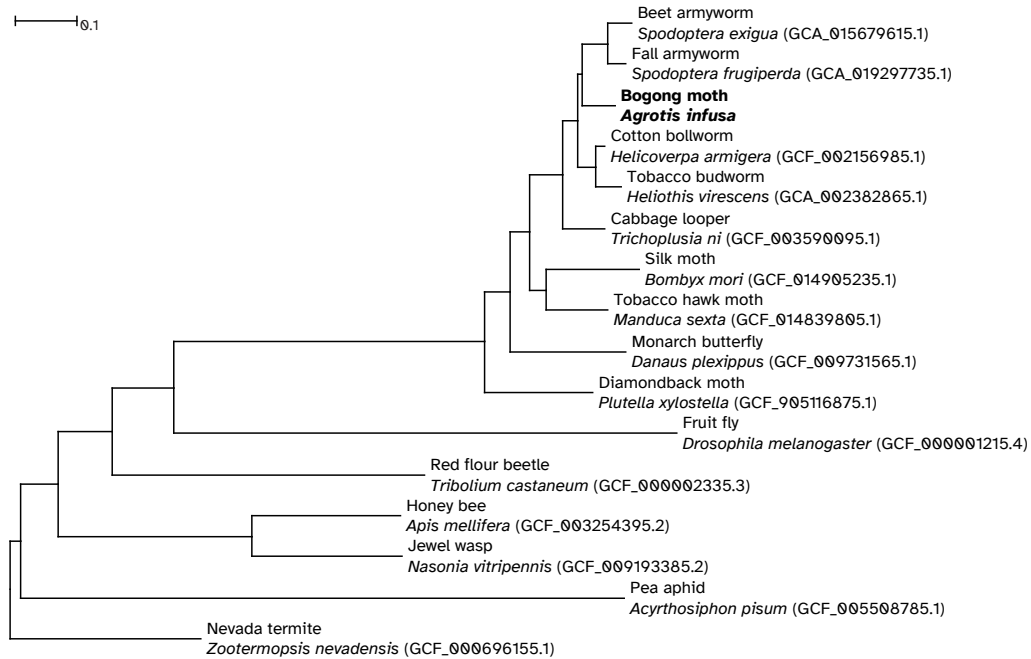 0.1
Beet armyworm
Spodoptera exigua (GCA_015679615.1)
Fall armyworm
Spodoptera frugiperda (GCA_019297735.1)
Bogong moth
Agrotis infusa
Cotton bollworm
Helicoverpa armigera (GCF_002156985.1)
Tobacco budworm
Heliothis virescens (GCA_002382865.1)
Cabbage looper
Trichoplusia ni (GCF_003590095.1)
Silk moth
Bombyx mori (GCF_014905235.1)
Tobacco hawk moth
Manduca sexta (GCF_014839805.1)
Monarch butterfly
Danaus plexippus (GCF_009731565.1)
Diamondback moth
Plutella xylostella (GCF_905116875.1)
Fruit fly
Drosophila melanogaster (GCF_000001215.4)
Red flour beetle
Tribolium castaneum (GCF_000002335.3)
Honey bee
Apis mellifera (GCF_003254395.2)
Jewel wasp
Nasonia vitripennis (GCF_009193385.2)
Pea aphid
Acyrthosiphon pisum (GCF_005508785.1)
Nevada termite
Zootermopsis nevadensis (GCF_000696155.1)